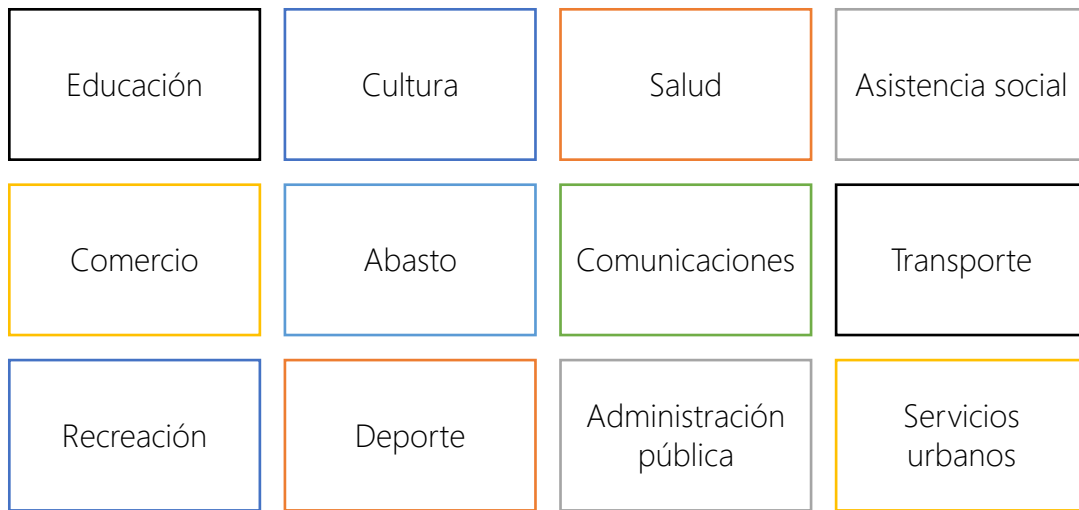 Educación
Cultura
Salud
Asistencia social
Comercio
Abasto
Comunicaciones
Transporte
Recreación
Deporte
Administración
pública
Servicios
urbanos